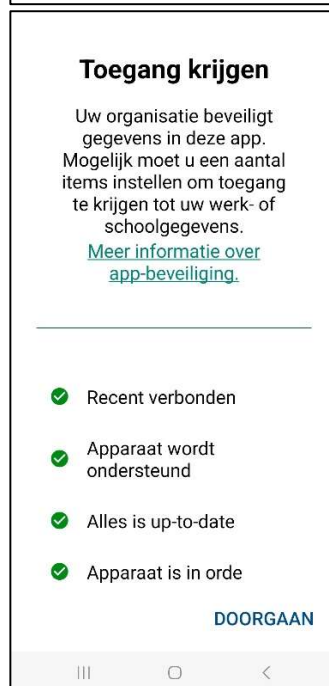 Toegang krijgen
Uw organisatie beveiligt
gegevens in deze app.
Mogelijk moet u een aantal
items instellen om toegang
te krijgen tot uw werk- of
schoolgegevens.
Meer informatie over
app-beveiliging.
Recent verbonden
Apparaat wordt
ondersteund
Alles is up-to-date
Apparaat is in orde
DOORGAAN